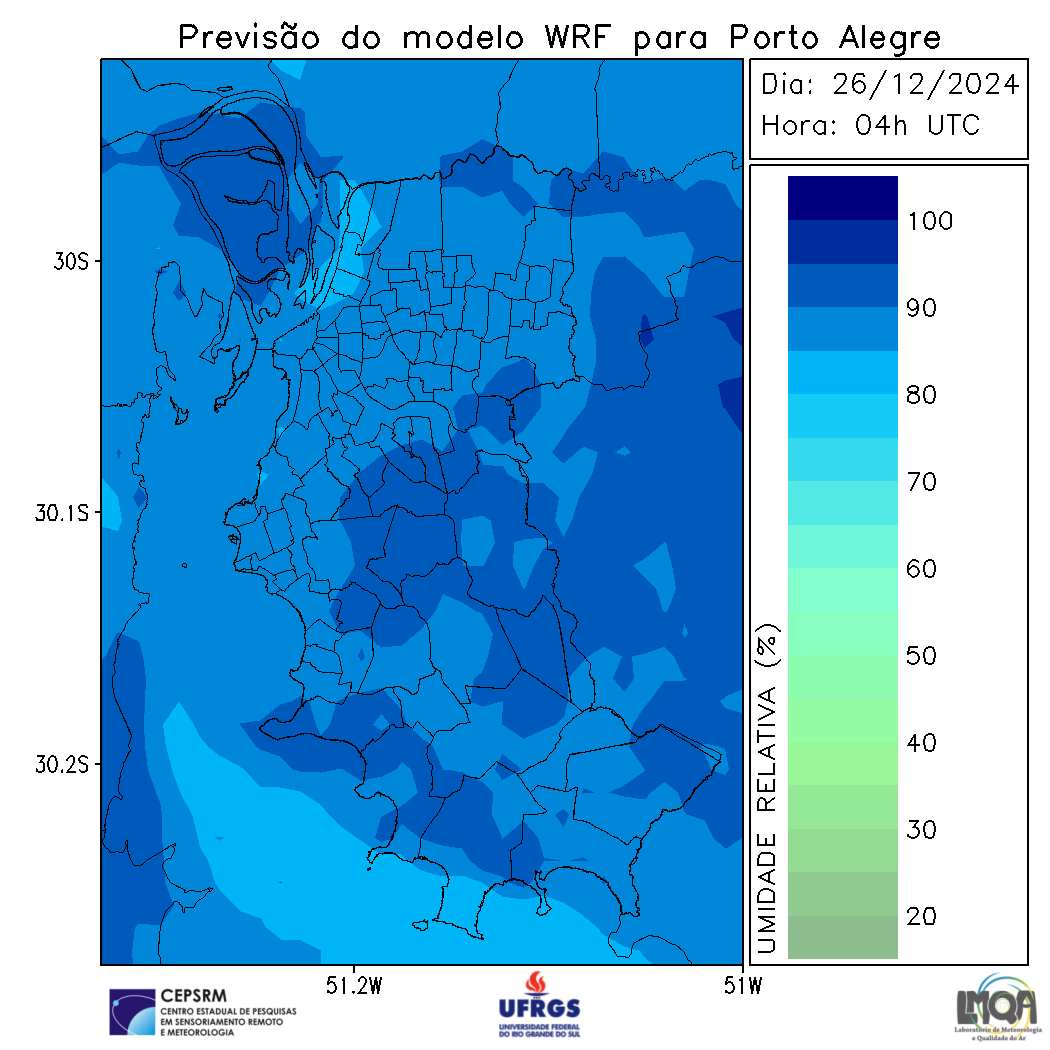 Previsão do modelo WRF para Porto Alegre
Dia: 26/12/2024
Hora: 04h UTC
100
90
80
70
60
50
40
30
20
UMIDADE RELATIVA (%)
30S
30.1S
30.2S
51.2W
51W
CEPSRM
CENTRO ESTADUAL DE PESQUISAS
EM SENSORIAMENTO REMOTO
E METEOROLOGIA
UFRGS
UNIVERSIDADE FEDERAL
DO RIO GRANDE DO SUL
LMQA
Laboratório de Meteorologia
e Qualidade do Ar